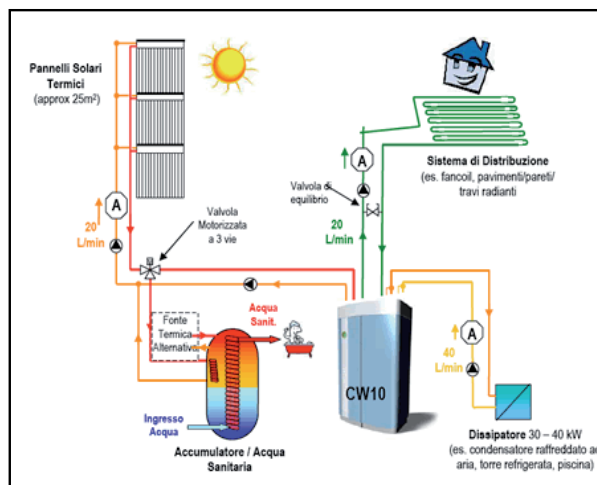 Pannelli Solari
Termici
(approx 25m²)
A
20
L/min
Valvola
Motorizzata
a 3 vie
Fonte
Termica
Alternativa
Acqua
Sanit.
Ingresso
Acqua
Accumulatore / Acqua
Sanitaria
A
Valvola di
equilibrio
20
L/min
Sistema di Distribuzione
(es. fancoil, pavimenti/pareti/
travi radianti
CW10
A
40
L/min
Dissipatore 30 – 40 kW
(es. condensatore raffreddato ad
aria, torre refrigerata, piscina)